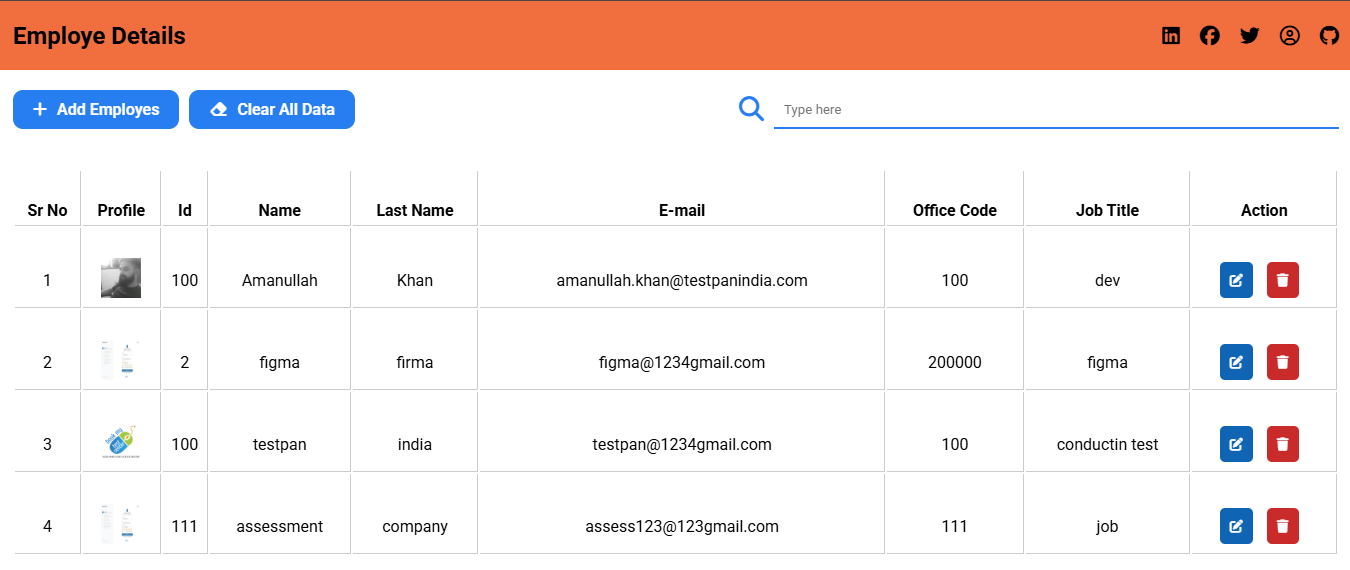 Employe Details
Add Employes Clear All Data Type here
Sr No Profile Id Name Last Name E-mail Office Code Job Title Action
1 100 Amanullah Khan amanullah.khan@testpanindia.com 100 dev
2 2 figma firma figma@1234gmail.com 200000 figma
3 100 testpan india testpan@1234gmail.com 100 conductin test
4 111 assessment company assess123@123gmail.com 111 job